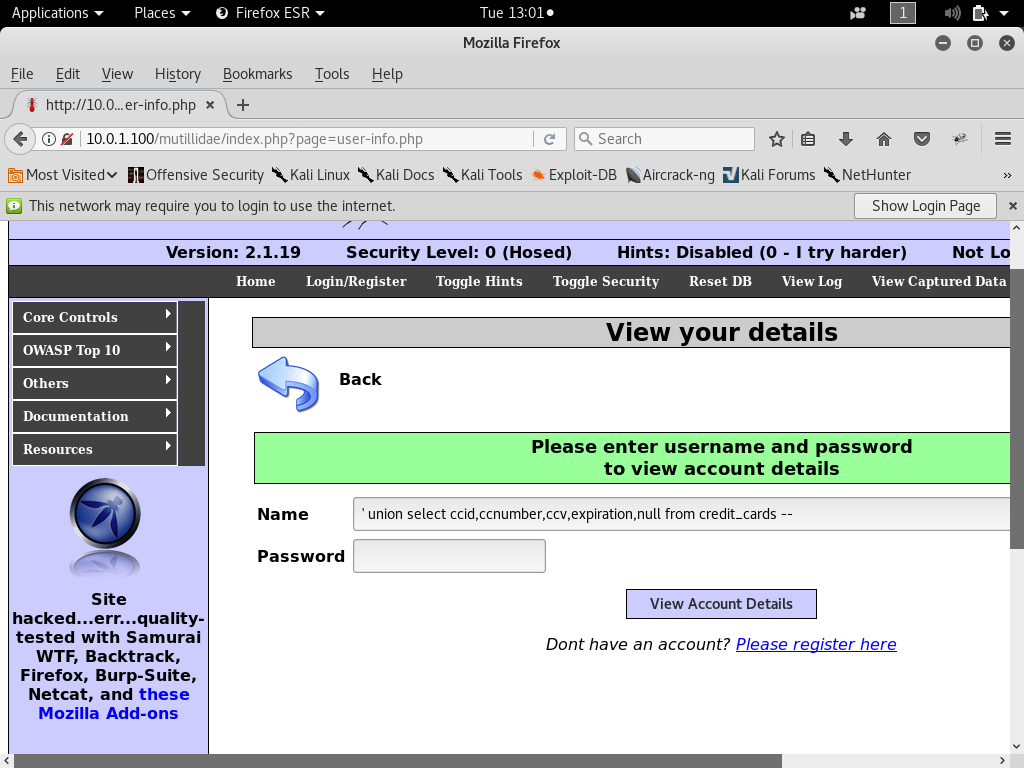 Applications Places Firefox ESR Tue 13:01 1
Mozilla Firefox
File Edit View History Bookmarks Tools Help
http://10.0...er-info.php
10.0.1.100/mutillidae/index.php?page=user-info.php Search
Most Visited Offensive Security Kali Linux Kali Docs Kali Tools Exploit-DB Aircrack-ng Kali Forums NetHunter
This network may require you to login to use the internet. Show Login Page
Version: 2.1.19 Security Level: 0 (Hosed) Hints: Disabled (0 - I try harder) Not Lo
Home Login/Register Toggle Hints Toggle Security Reset DB View Log View Captured Data
Core Controls
OWASP Top 10
Others
Documentation
Resources
Site
hacked...err...quality-
tested with Samurai
WTF, Backtrack,
Firefox, Burp-Suite,
Netcat, and these
Mozilla Add-ons
View your details
Back
Please enter username and password
to view account details
Name ' union select ccid,ccnumber,ccv,expiration,null from credit_cards --
Password
View Account Details
Dont have an account? Please register here